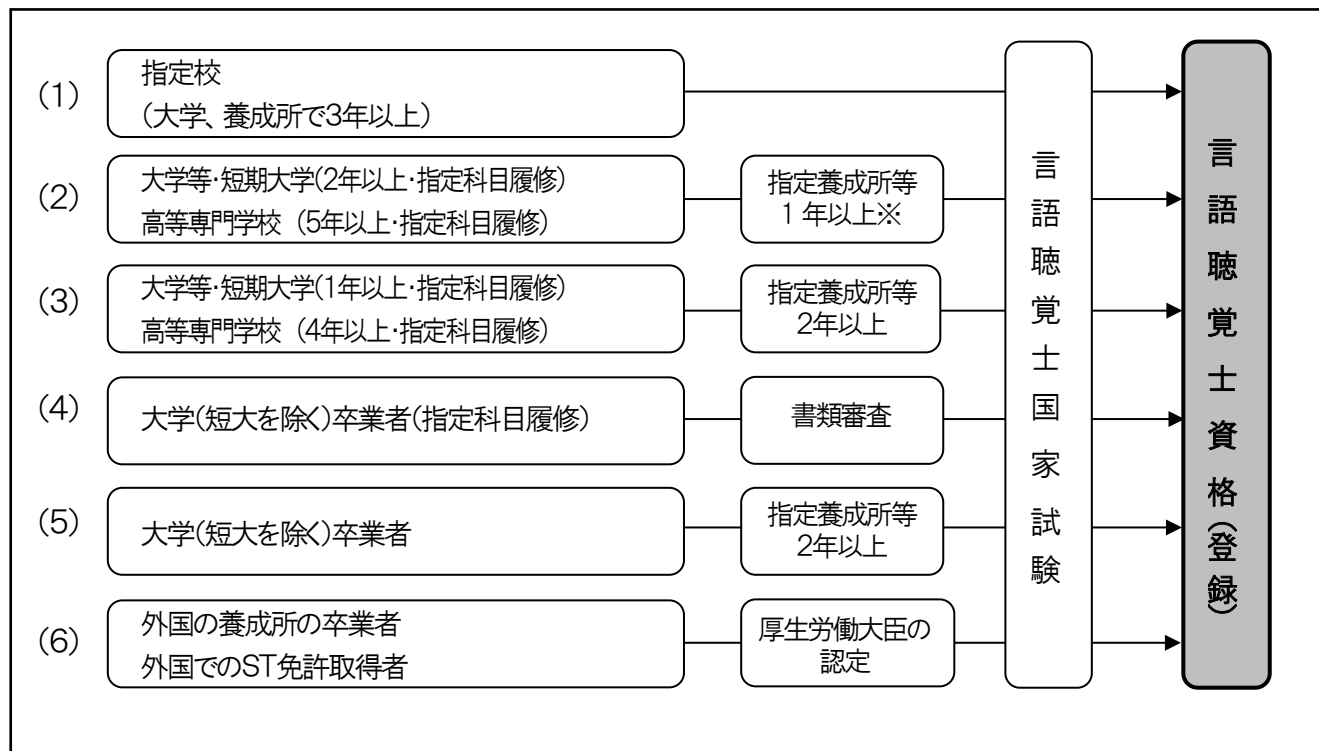 (1)
指定校
(大学、養成所で3年以上)
(2)
大学等・短期大学(2年以上・指定科目履修)
高等専門学校 (5年以上・指定科目履修)
指定養成所等
1年以上※
(3)
大学等・短期大学(1年以上・指定科目履修)
高等専門学校 (4年以上・指定科目履修)
指定養成所等
2年以上
(4)
大学(短大を除く)卒業者(指定科目履修)
書類審査
(5)
大学(短大を除く)卒業者
指定養成所等
2年以上
(6)
外国の養成所の卒業者
外国でのST免許取得者
厚生労働大臣の
認定
言語聴覚士国家試験
言語聴覚士資格(登録)